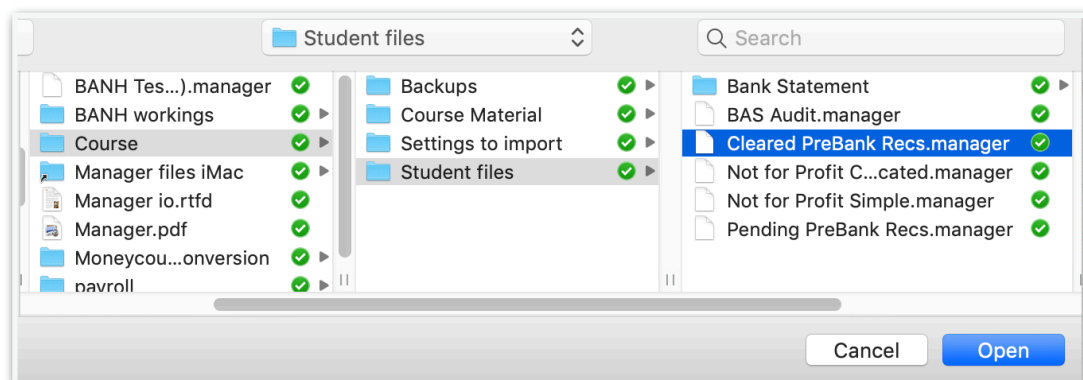 Student files
Search
BANH Tes...).manager
BANH workings
Course
Manager files iMac
Manager io.rtfd
Manager.pdf
Moneycou...onversion
payroll
Backups
Course Material
Settings to import
Student files
Bank Statement
BAS Audit.manager
Cleared PreBank Recs.manager
Not for Profit C...cated.manager
Not for Profit Simple.manager
Pending PreBank Recs.manager
Cancel
Open